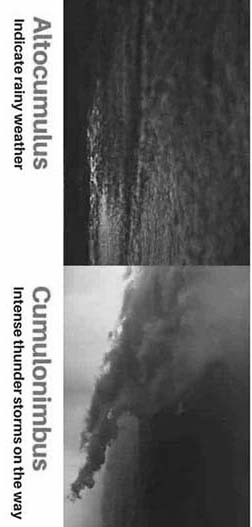 Altocumulus
Indicate rainy weather
Cumulonimbus
Intense thunder storms on the way